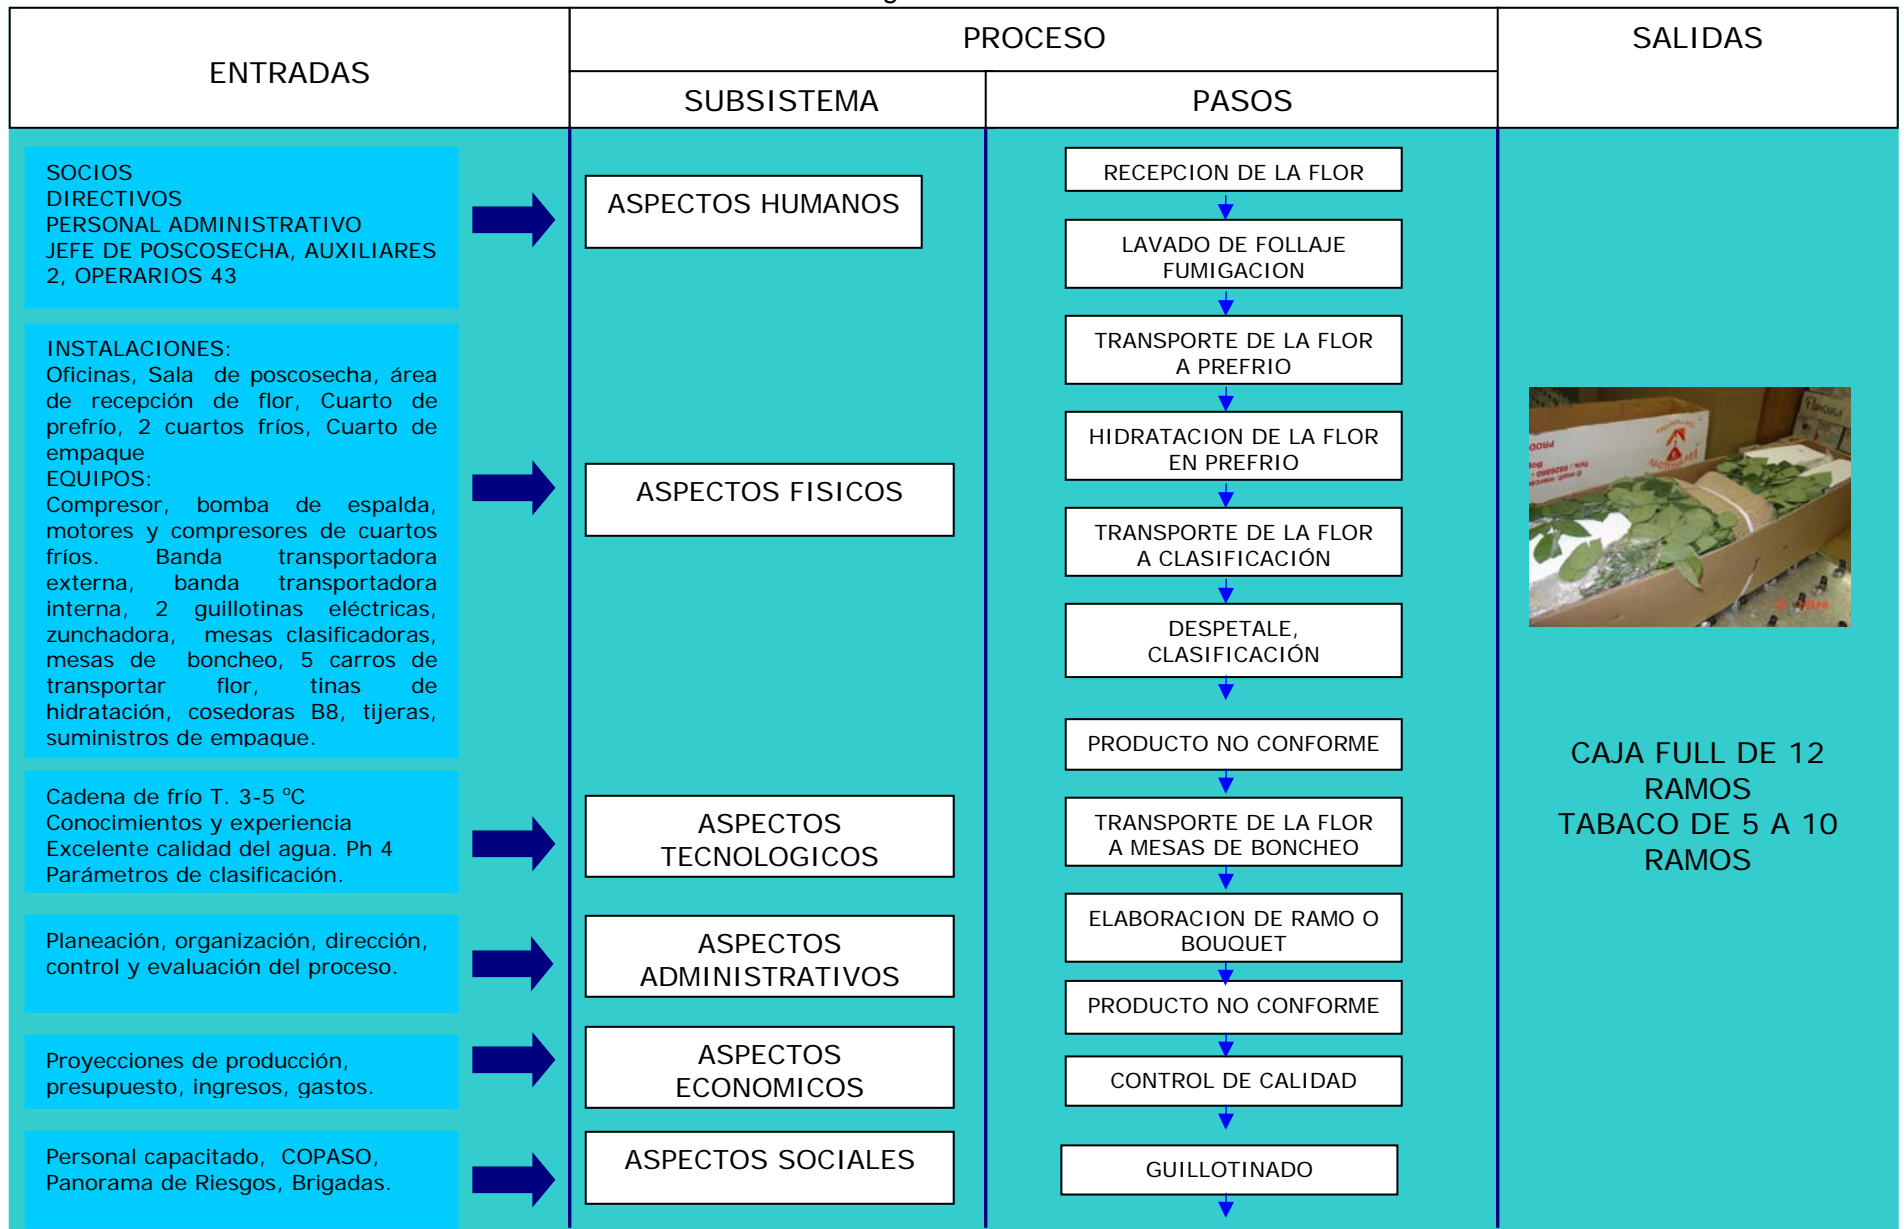 ENTRADAS
PROCESO
SALIDAS
SUBSISTEMA
PASOS
SOCIOS
DIRECTIVOS
PERSONAL ADMINISTRATIVO
JEFE DE POSCOSECHA, AUXILIARES
2, OPERARIOS 43
INSTALACIONES:
Oficinas, Sala de poscosecha, área
de recepción de flor, Cuarto de
prefrío, 2 cuartos fríos, Cuarto de
empaque
EQUIPOS:
Compresor, bomba de espalda,
motores y compresores de cuartos
fríos. Banda transportadora
externa, banda transportadora
interna, 2 guillotinas eléctricas,
zunchadora, mesas clasificadoras,
mesas de boncheo, 5 carros de
transportar flor, tinas de
hidratación, cosedoras B8, tijeras,
suministros de empaque.
Cadena de frío T. 3-5 ºC
Conocimientos y experiencia
Excelente calidad del agua. Ph 4
Parámetros de clasificación.
Planeación, organización, dirección,
control y evaluación del proceso.
Proyecciones de producción,
presupuesto, ingresos, gastos.
Personal capacitado, COPASO,
Panorama de Riesgos, Brigadas.
ASPECTOS HUMANOS
ASPECTOS FISICOS
ASPECTOS
TECNOLOGICOS
ASPECTOS
ADMINISTRATIVOS
ASPECTOS
ECONOMICOS
ASPECTOS SOCIALES
RECEPCION DE LA FLOR
LAVADO DE FOLLAJE
FUMIGACION
TRANSPORTE DE LA FLOR
A PREFRIO
HIDRATACION DE LA FLOR
EN PREFRIO
TRANSPORTE DE LA FLOR
A CLASIFICACIÓN
DESPETALE,
CLASIFICACIÓN
PRODUCTO NO CONFORME
TRANSPORTE DE LA FLOR
A MESAS DE BONCHEO
ELABORACION DE RAMO O
BOUQUET
PRODUCTO NO CONFORME
CONTROL DE CALIDAD
GUILLOTINADO
CAJA FULL DE 12
RAMOS
TABACO DE 5 A 10
RAMOS